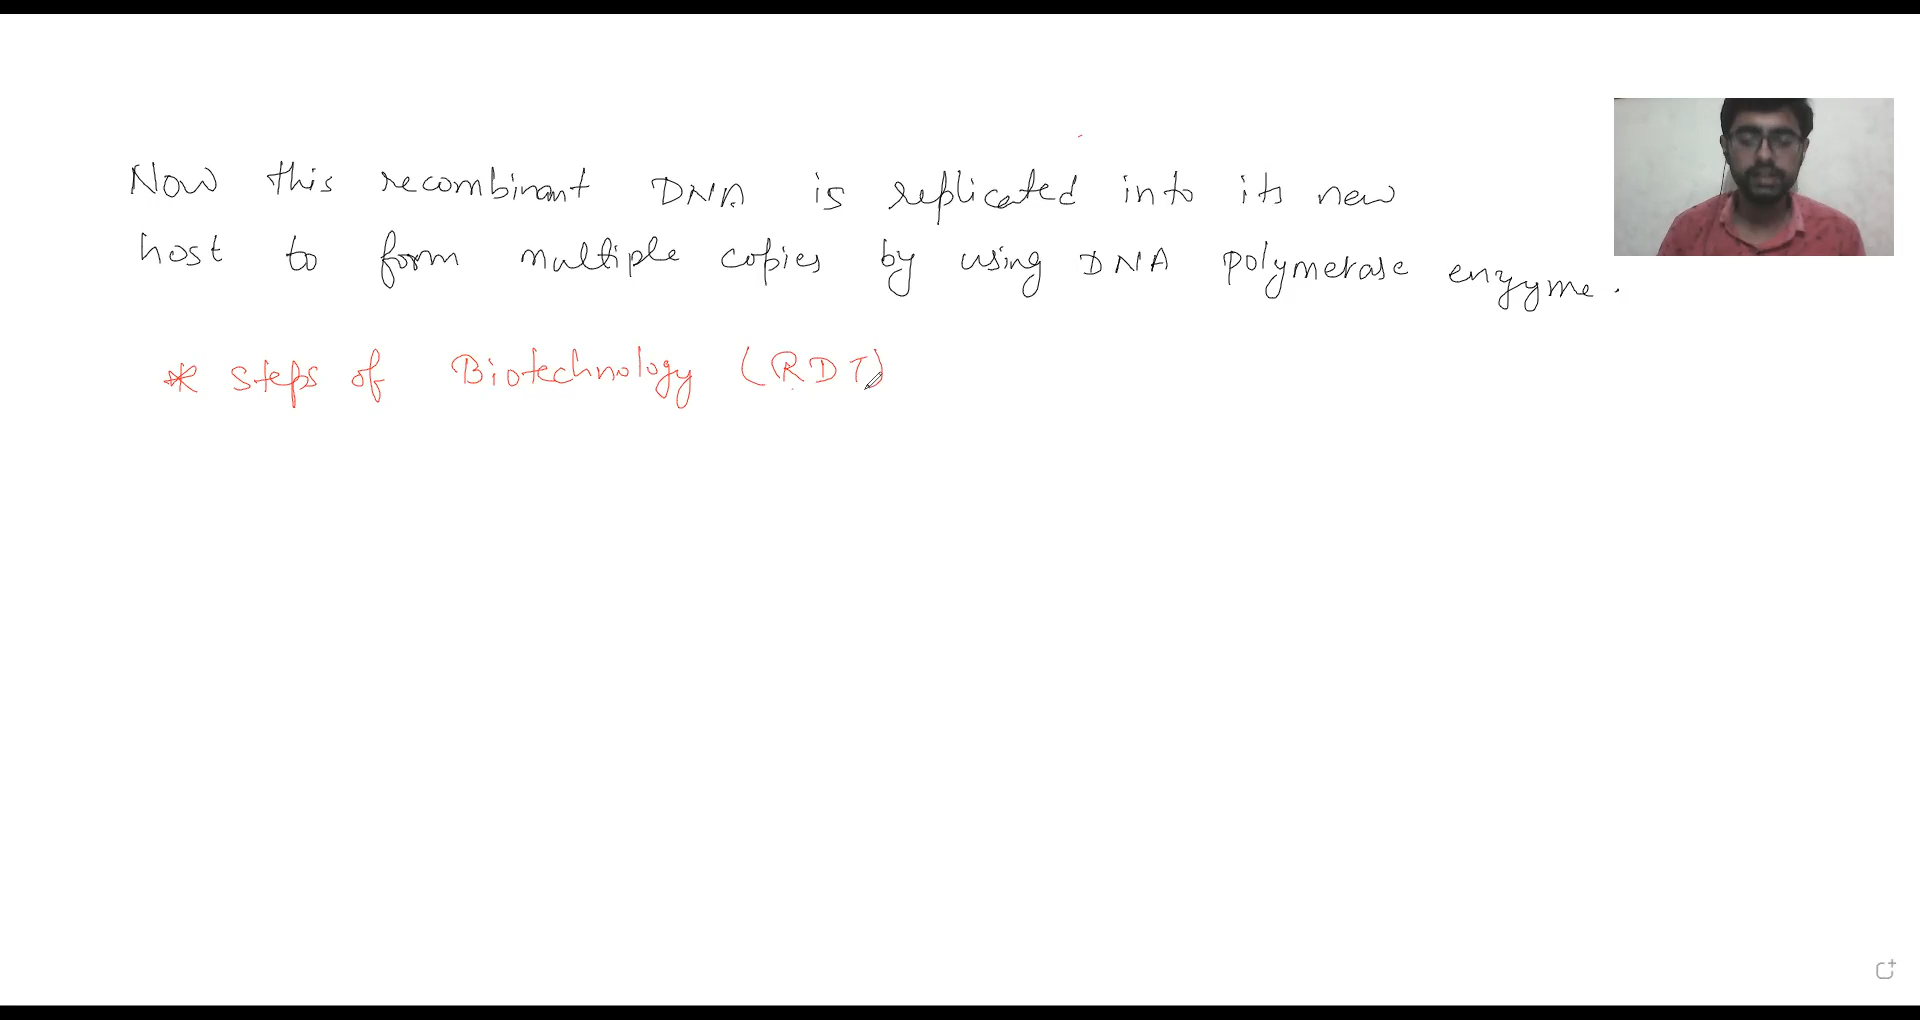 Now this recombinant DNA is replicated into its new
host to form multiple copies by using DNA polymerase enzyme.
* Steps of Biotechnology (RDT)